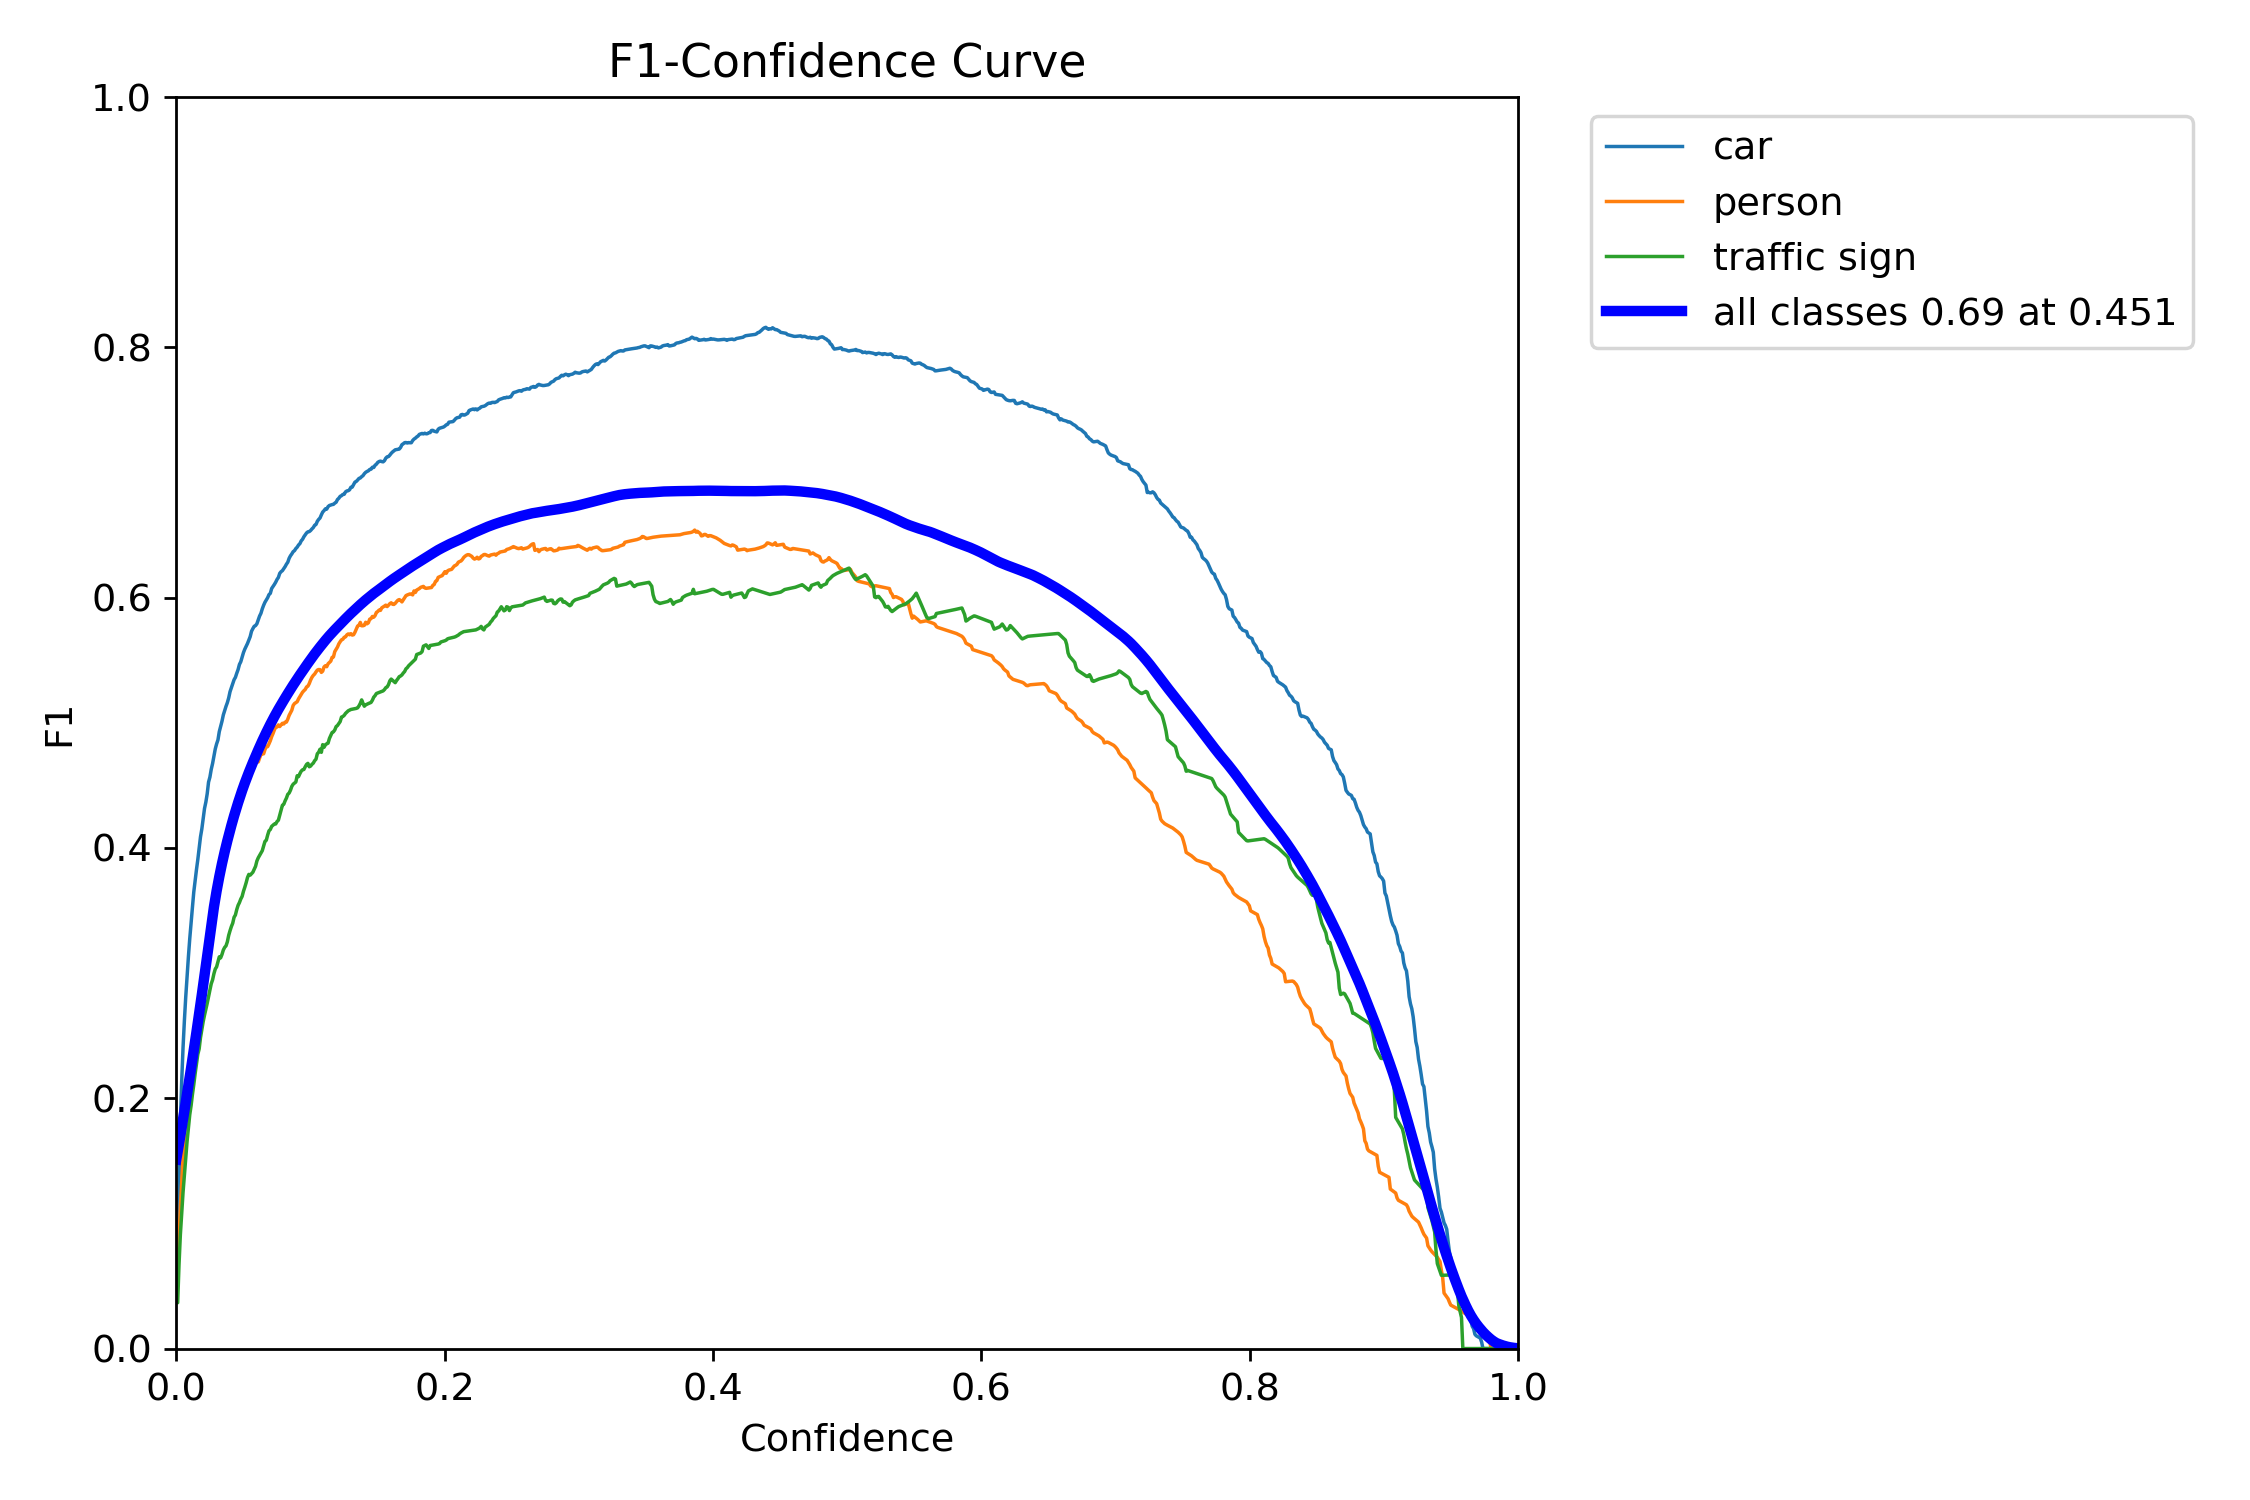 F1-Confidence Curve
1.0
0.8
0.6
0.4
0.2
0.0
F1
0.0 0.2 0.4 0.6 0.8 1.0
Confidence
car
person
traffic sign
all classes 0.69 at 0.451